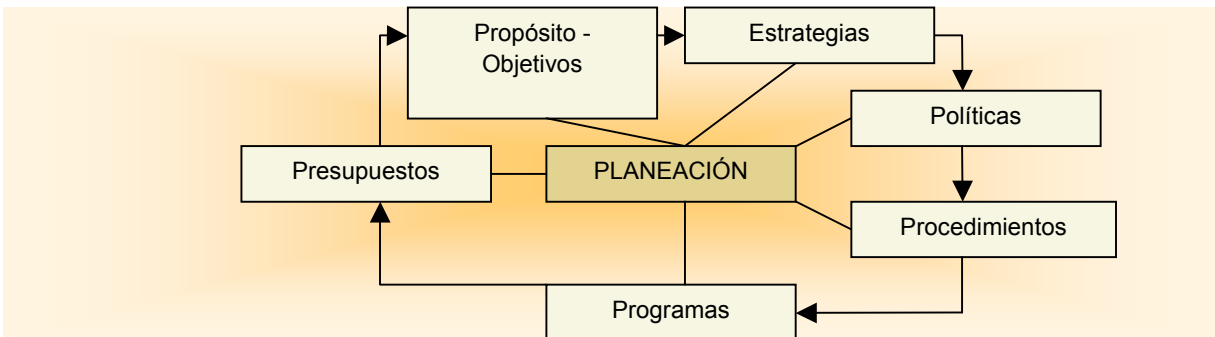 Propósito -
Objetivos
Estrategias
Políticas
Presupuestos
PLANEACIÓN
Procedimientos
Programas